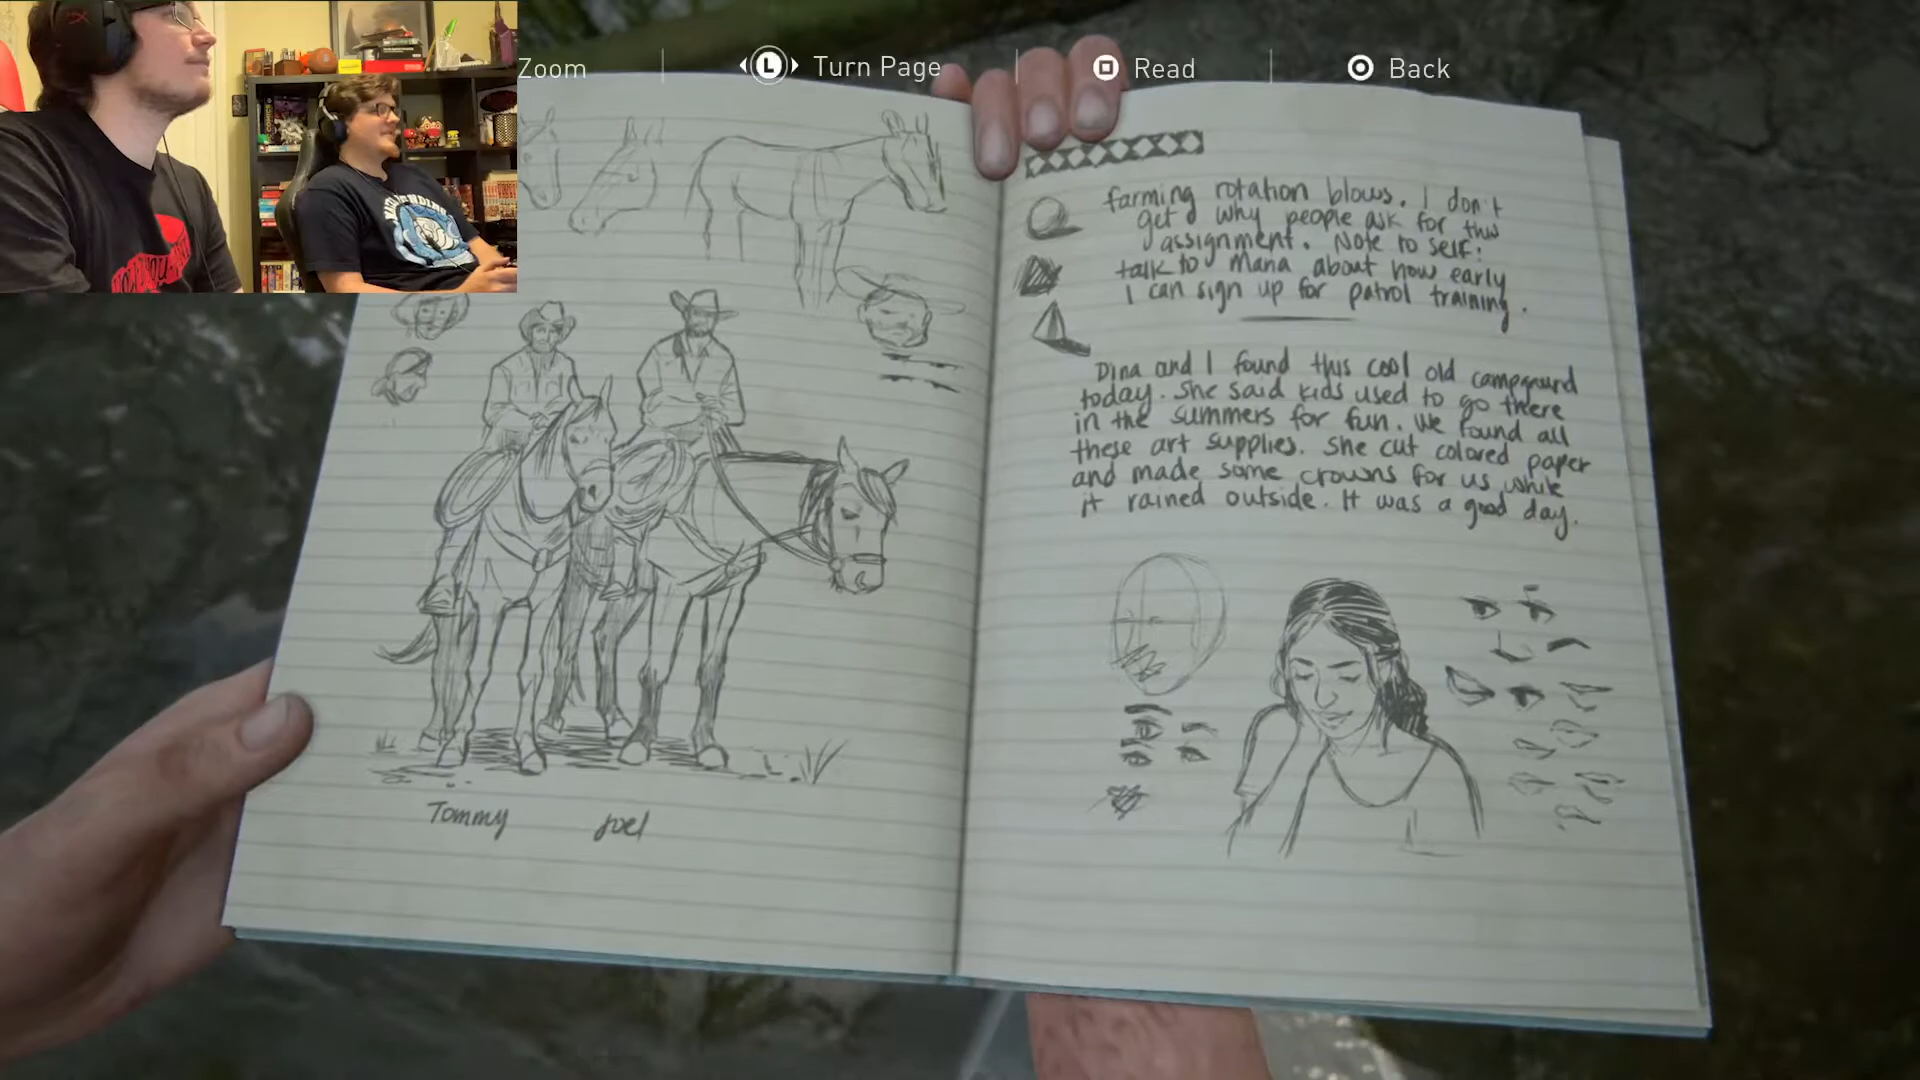 Zoom
L Turn Page
Read
Back
farming rotation blows. I don't
get why people ask for this
assignment. Note to self:
talk to Maria about how early
I can sign up for patrol training.
Dina and I found this cool old campground
today. She said kids used to go there
in the summers for fun. We found all
these art supplies. She cut colored paper
and made some crowns for us while
it rained outside. It was a good day.
Tommy Joel